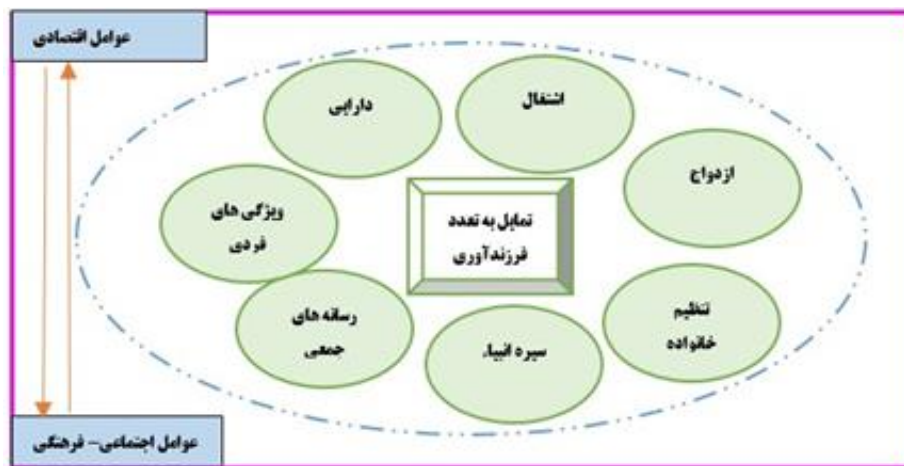 عوامل اقتصادی
اشتغال
دارایی
ازدواج
ویژگی های
فردی
تمایل به تعدد
فرزندآوری
رسانه های
جمعی
سیره انبیاء
تنظیم
خانواده
عوامل اجتماعی- فرهنگی